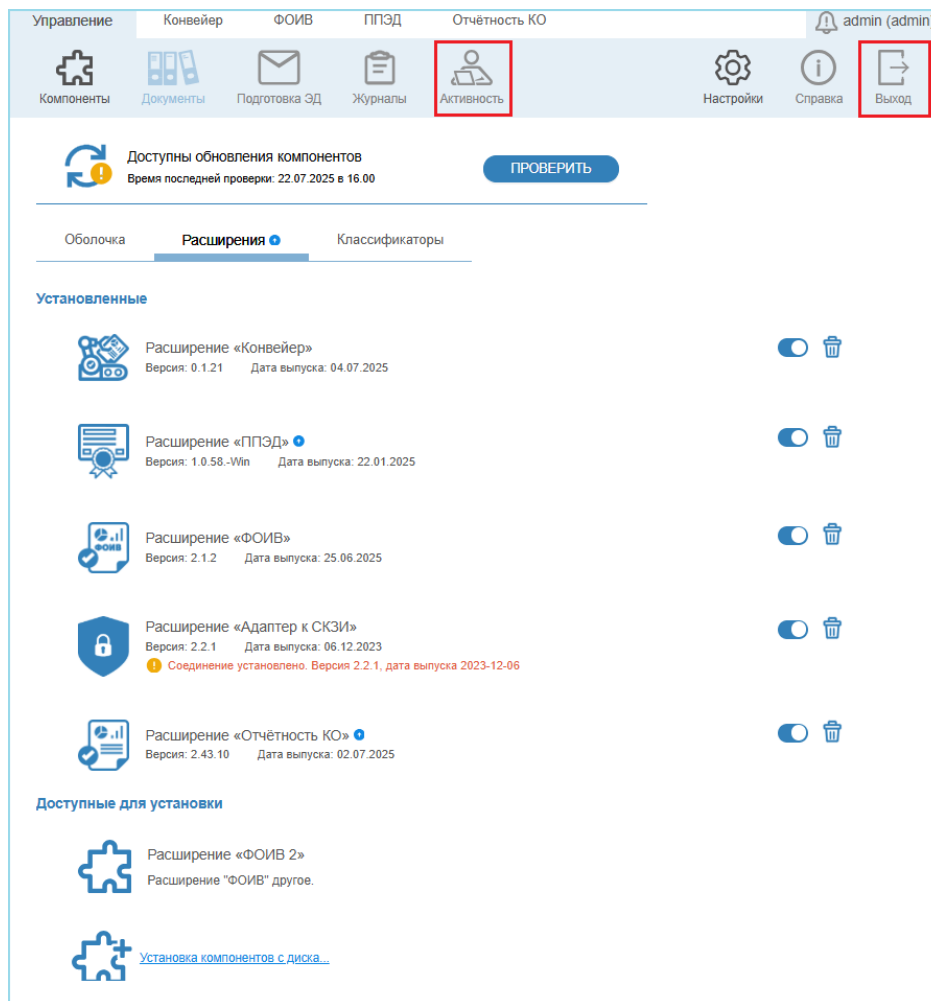 Управление Конвейер ФОИВ ППЭД Отчётность КО admin (admin)
Компоненты Документы Подготовка ЭД Журналы Активность Настройки Справка Выход
Доступны обновления компонентов
Время последней проверки: 22.07.2025 в 16.00
ПРОВЕРИТЬ
Оболочка Расширения Классификаторы
Установленные
Расширение «Конвейер»
Версия: 0.1.21 Дата выпуска: 04.07.2025
Расширение «ППЭД»
Версия: 1.0.58.-Win Дата выпуска: 22.01.2025
ФОИВ
Расширение «ФОИВ»
Версия: 2.1.2 Дата выпуска: 25.06.2025
Расширение «Адаптер к СКЗИ»
Версия: 2.2.1 Дата выпуска: 06.12.2023
Соединение установлено. Версия 2.2.1, дата выпуска 2023-12-06
Расширение «Отчётность КО»
Версия: 2.43.10 Дата выпуска: 02.07.2025
Доступные для установки
Расширение «ФОИВ 2»
Расширение "ФОИВ" другое.
Установка компонентов с диска...